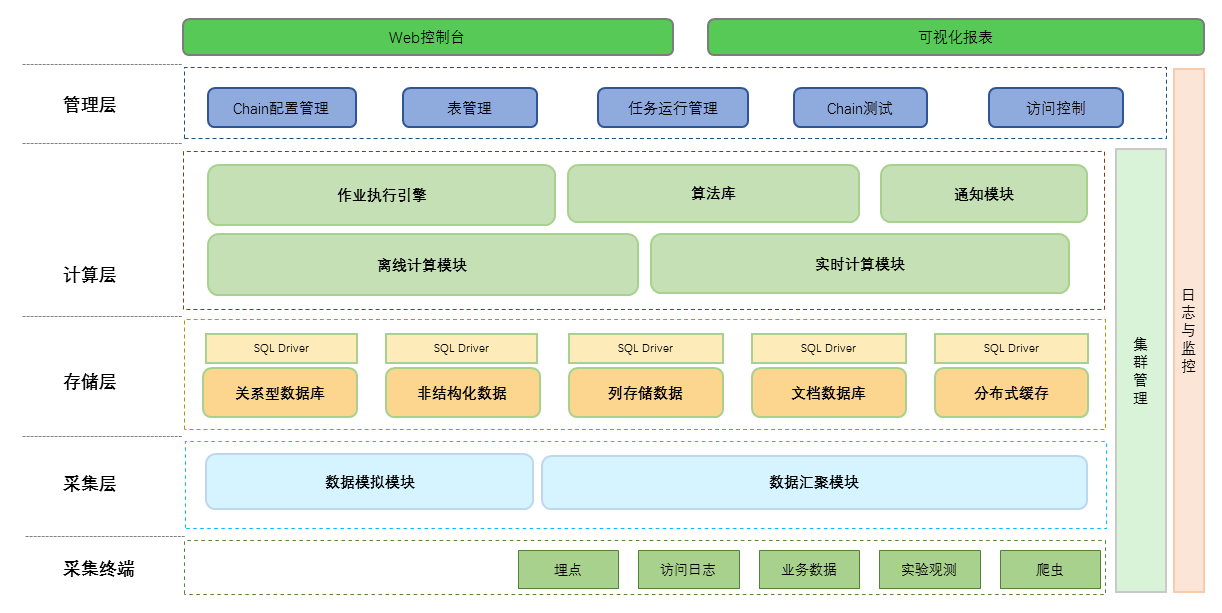 Web控制台
可视化报表
管理层
Chain配置管理
表管理
任务运行管理
Chain测试
访问控制
计算层
作业执行引擎
算法库
通知模块
离线计算模块
实时计算模块
存储层
SQL Driver
SQL Driver
SQL Driver
SQL Driver
SQL Driver
关系型数据库
非结构化数据
列存储数据
文档数据库
分布式缓存
采集层
数据模拟模块
数据汇聚模块
采集终端
埋点
访问日志
业务数据
实验观测
爬虫
集群管理
日志与监控